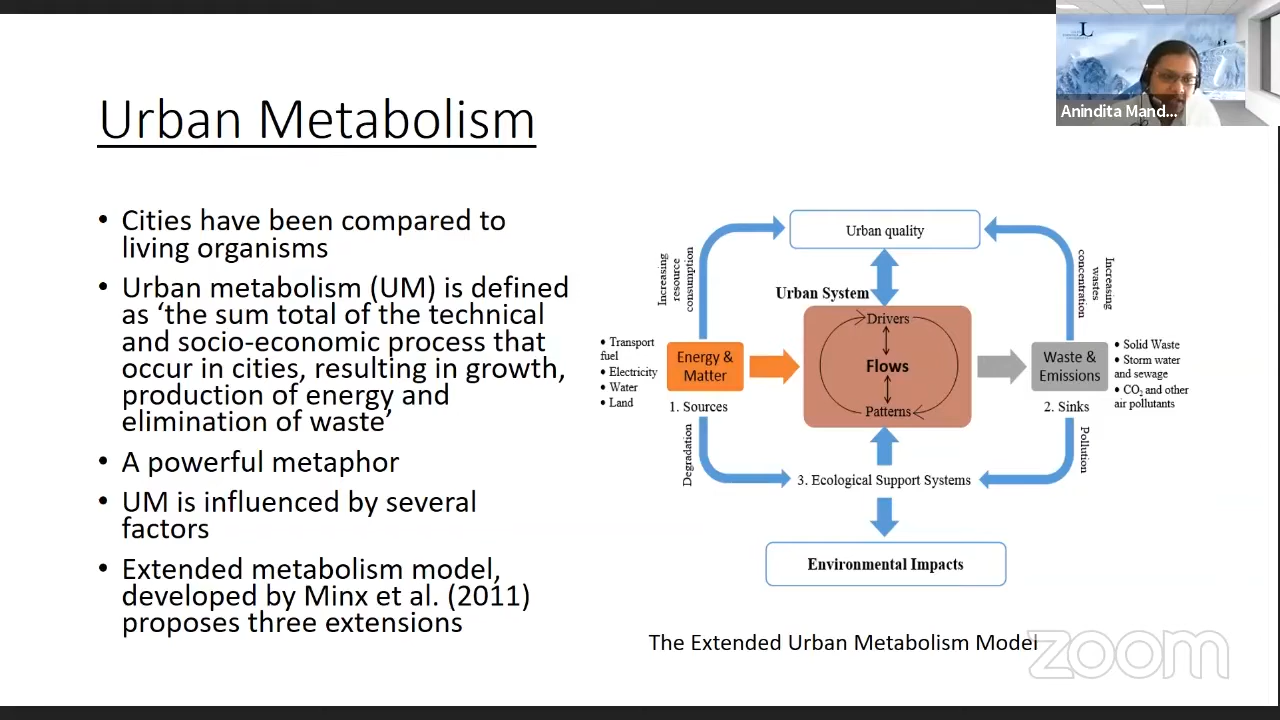 Urban Metabolism
Anindita Mand...
• Cities have been compared to
living organisms
• Urban metabolism (UM) is defined
as ‘the sum total of the technical
and socio-economic process that
occur in cities, resulting in growth,
production of energy and
elimination of waste’
• A powerful metaphor
• UM is influenced by several
factors
• Extended metabolism model,
developed by Minx et al. (2011)
proposes three extensions
Urban quality
Increasing
resource
consumption
Increasing
wastes
concentration
Urban System
Drivers
Flows
Patterns
• Transport
fuel
• Electricity
• Water
• Land
Energy &
Matter
1. Sources
Waste &
Emissions
2. Sinks
• Solid Waste
• Storm water
and sewage
• CO2 and other
air pollutants
Degradation
Pollution
3. Ecological Support Systems
Environmental Impacts
The Extended Urban Metabolism Model
zoom
L